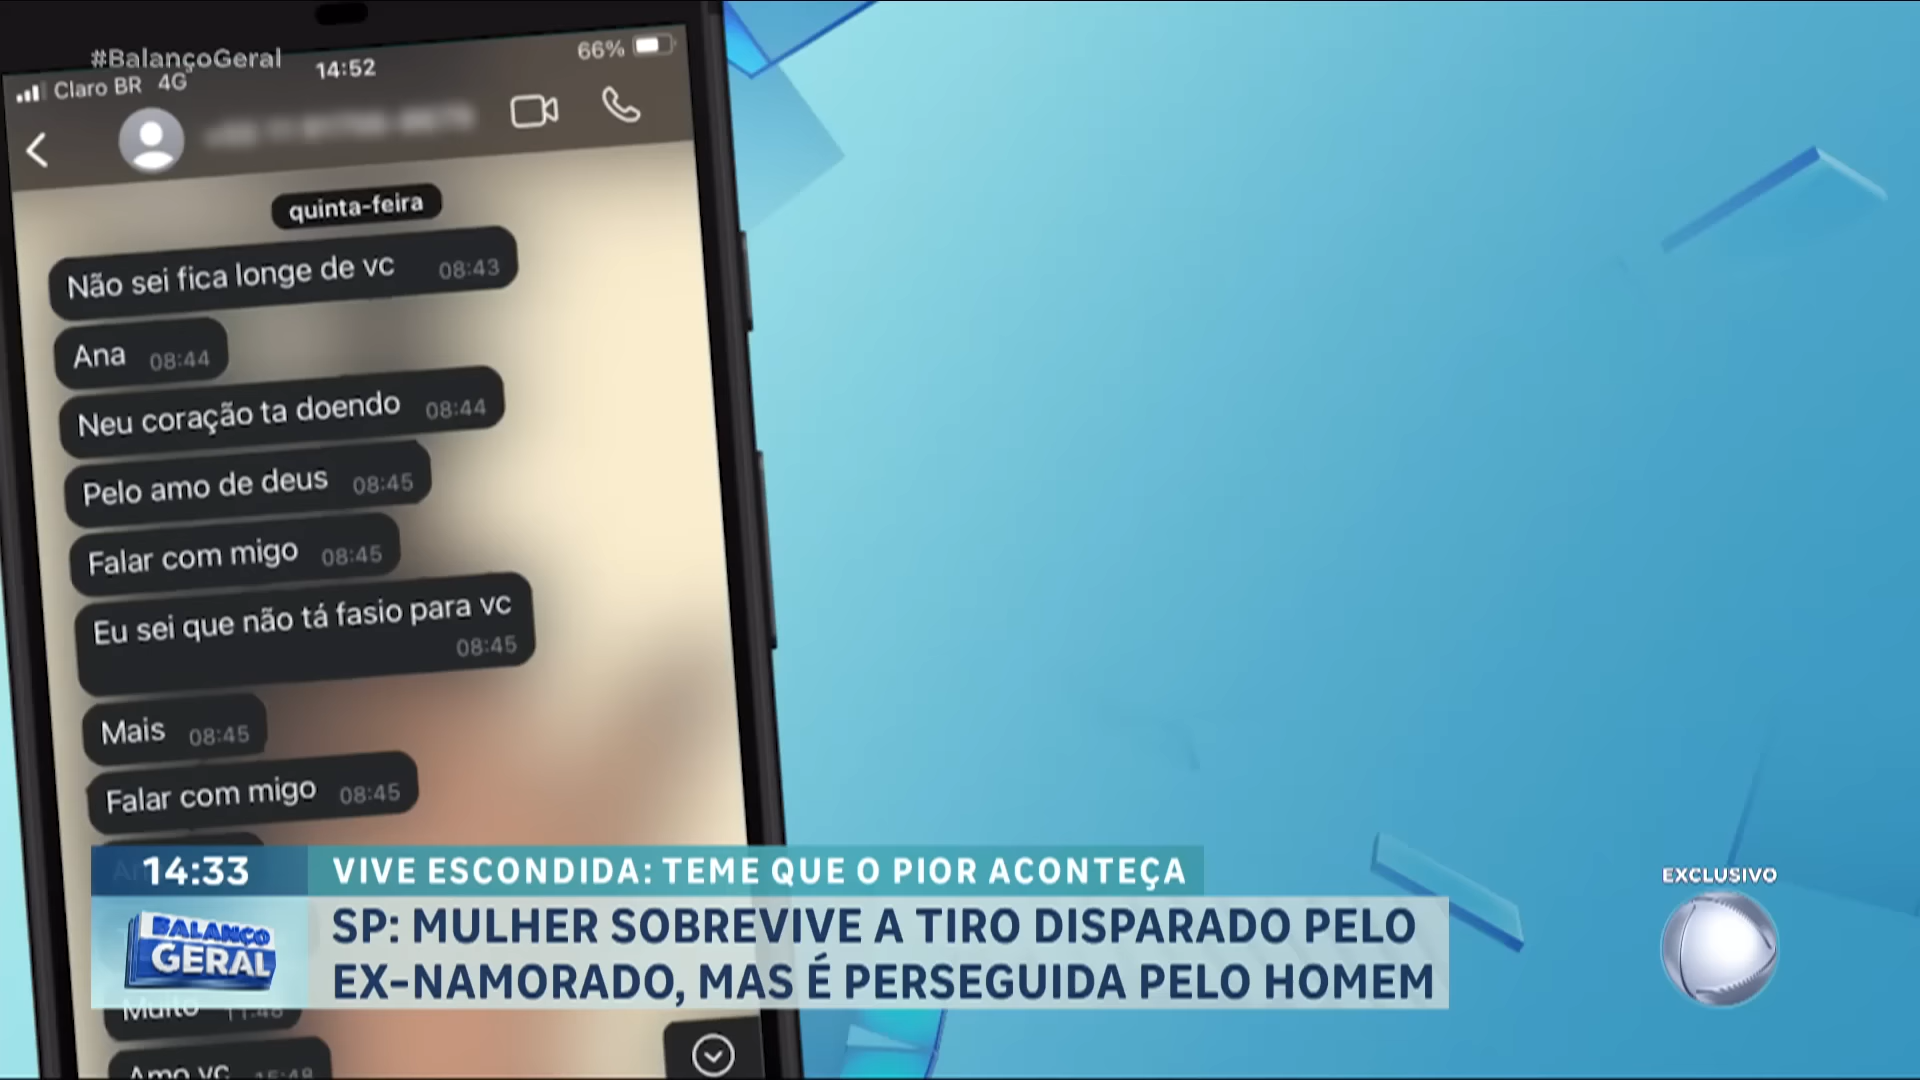 #BalançoGeral
Claro BR 4G
14:52
66%
quinta-feira
Não sei fica longe de vc 08:43
Ana 08:44
Neu coração ta doendo 08:44
Pelo amo de deus 08:45
Falar com migo 08:45
Eu sei que não tá fasio para vc
08:45
Mais 08:45
Falar com migo 08:45
14:33
VIVE ESCONDIDA: TEME QUE O PIOR ACONTEÇA
BALANÇO
GERAL
SP: MULHER SOBREVIVE A TIRO DISPARADO PELO
EX-NAMORADO, MAS É PERSEGUIDA PELO HOMEM
EXCLUSIVO
Muito
Amo vc